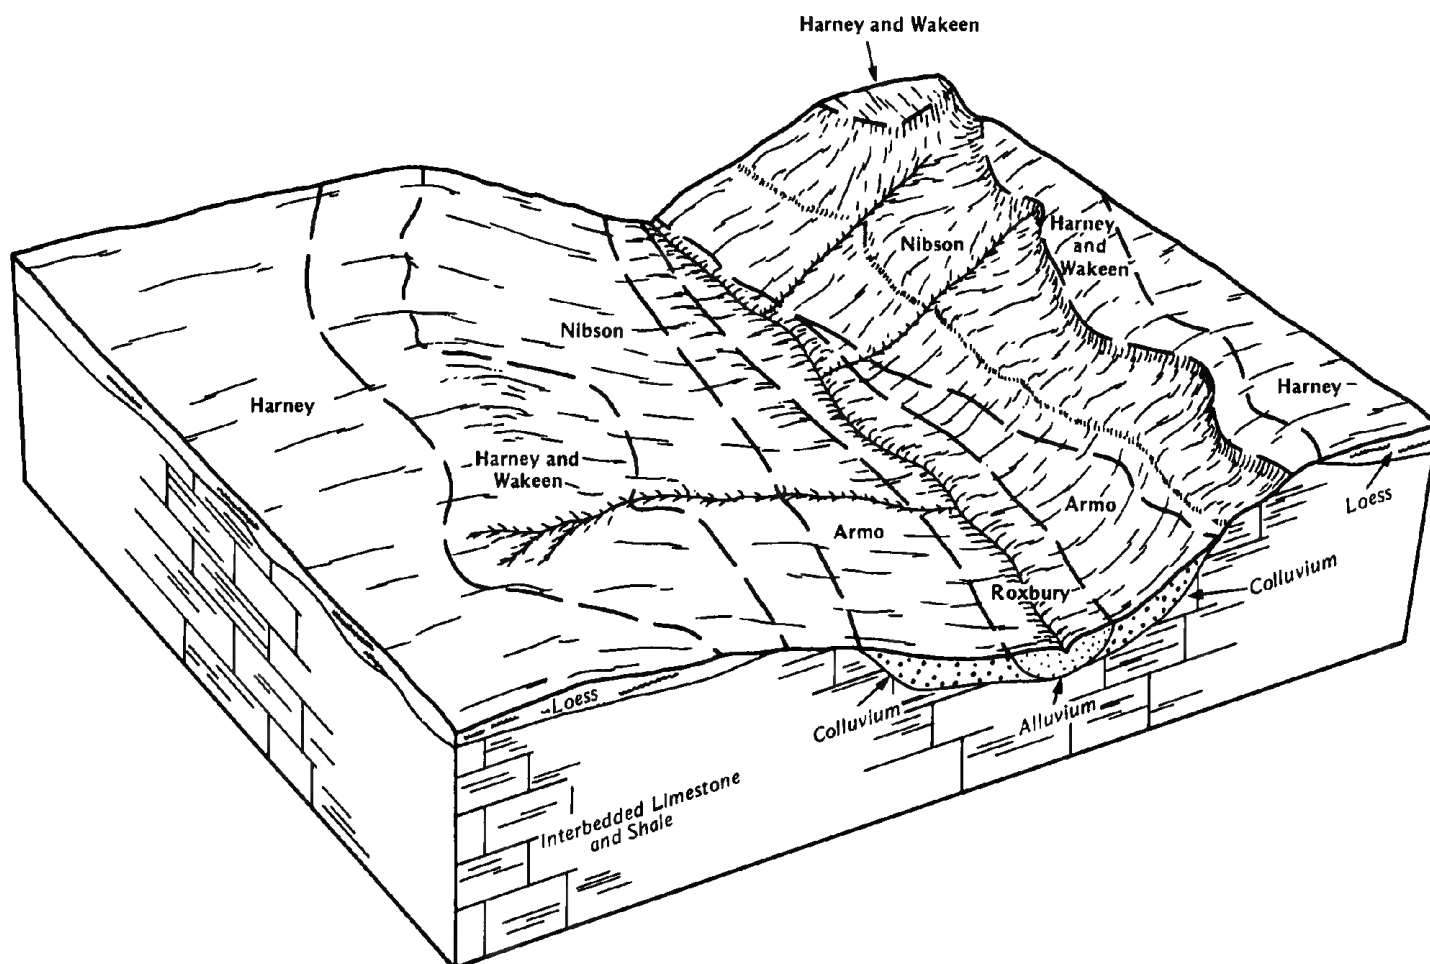 Harney and Wakeen
Nibson
Harney
and
Wakeen
Nibson
Harney
Harney
Harney and
Wakeen
Armo
Armo
Loess
Roxbury
Colluvium
Loess
Colluvium
Alluvium
Interbedded Limestone
and Shale